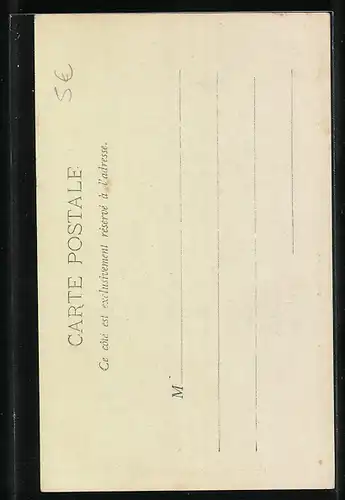 5€
CARTE POSTALE
Ce côté est exclusivement réservé à l'adresse.
M